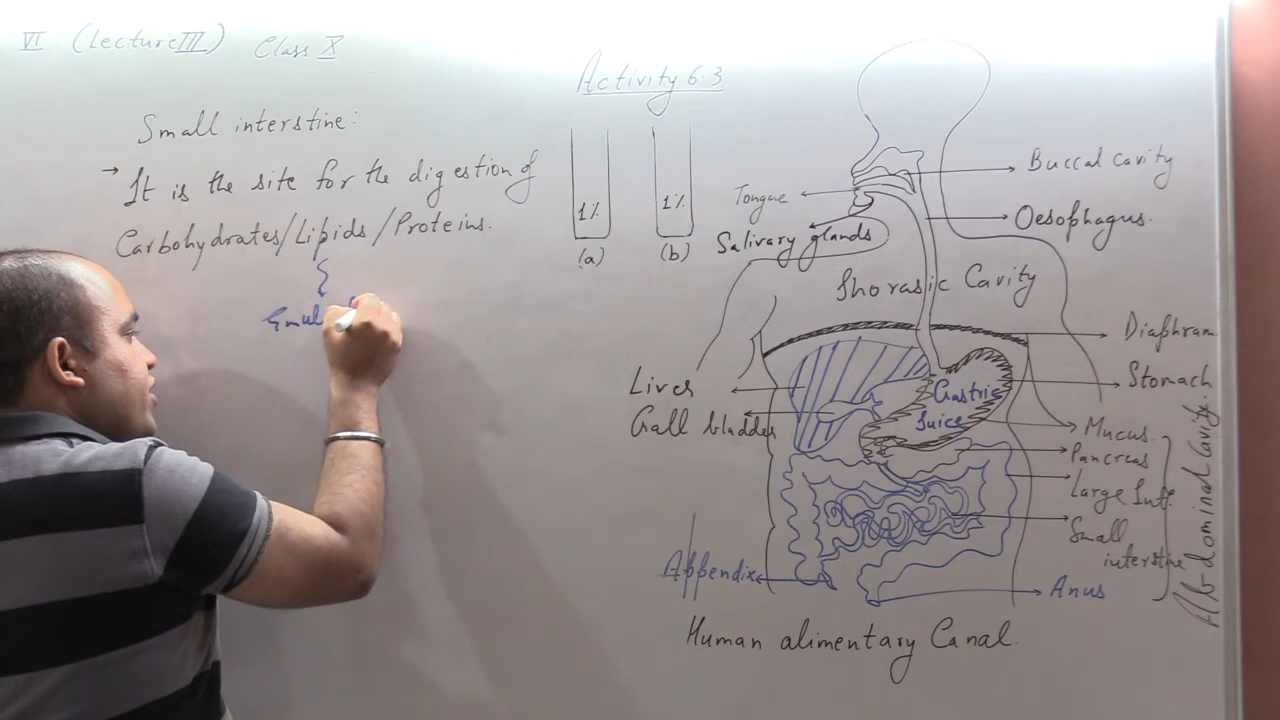 VI (Lecture III) Class X
Small interstine:
→ It is the site for the digestion of
Carbohydrates/Lipids/Proteins.
Emul
Activity 6.3
1%
1%
(a)
(b)
Buccal cavity
Tongue
Oesophagus.
Salivary glands
Thorasic Cavity
Diaphram
Stomach
Liver
Gastric
Juice
Gall bladder
Mucus
Pancreas
Large Int.
Small
interstine
Abdominal Cavity.
Appendix
Anus
Human alimentary Canal.